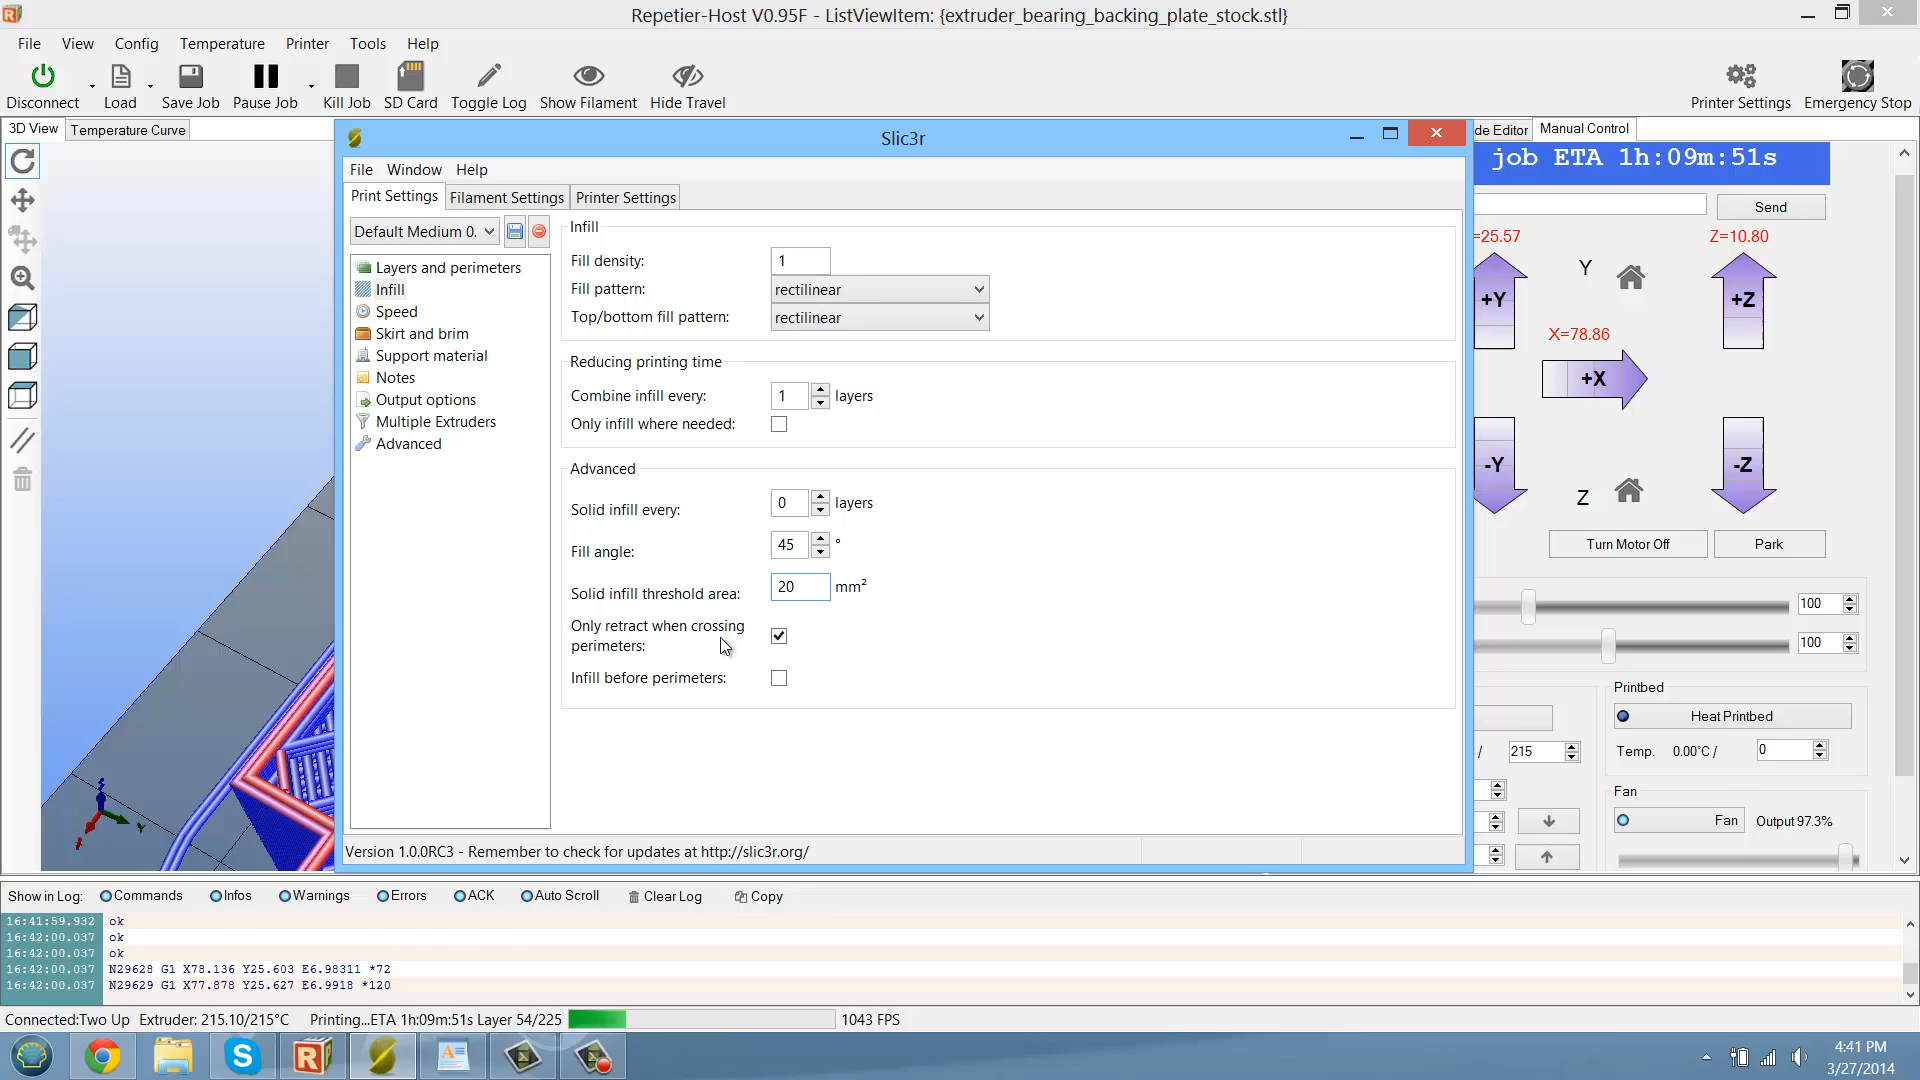 Repetier-Host V0.95F - ListViewItem: {extruder_bearing_backing_plate_stock.stl}
File View Config Temperature Printer Tools Help
Disconnect Load Save Job Pause Job Kill Job SD Card Toggle Log Show Filament Hide Travel Printer Settings Emergency Stop
3D View Temperature Curve
de Editor Manual Control
Slic3r
job ETA 1h:09m:51s
File Window Help
Print Settings Filament Settings Printer Settings
Send
Default Medium 0.
Layers and perimeters
Infill
Speed
Skirt and brim
Support material
Notes
Output options
Multiple Extruders
Advanced
Infill
Fill density: 1
Fill pattern: rectilinear
Top/bottom fill pattern: rectilinear
Reducing printing time
Combine infill every: 1 layers
Only infill where needed:
Advanced
Solid infill every: 0 layers
Fill angle: 45 °
Solid infill threshold area: 20 mm²
Only retract when crossing
perimeters:
Infill before perimeters:
Version 1.0.0RC3 - Remember to check for updates at http://slic3r.org/
=25.57 Z=10.80
Y
+Y +Z
X=78.86
+X
-Y -Z
Z
Turn Motor Off Park
100
100
Printbed
Heat Printbed
/ 215
Temp. 0.00°C / 0
Fan
Fan Output 97.3%
X
Y
Show in Log: Commands Infos Warnings Errors ACK Auto Scroll Clear Log Copy
16:41:59.932 ok
16:42:00.037 ok
16:42:00.037 ok
16:42:00.037 N29628 G1 X78.136 Y25.603 E6.98311 *72
16:42:00.037 N29629 G1 X77.878 Y25.627 E6.9918 *120
Connected:Two Up Extruder: 215.10/215°C Printing...ETA 1h:09m:51s Layer 54/225 1043 FPS
4:41 PM
3/27/2014